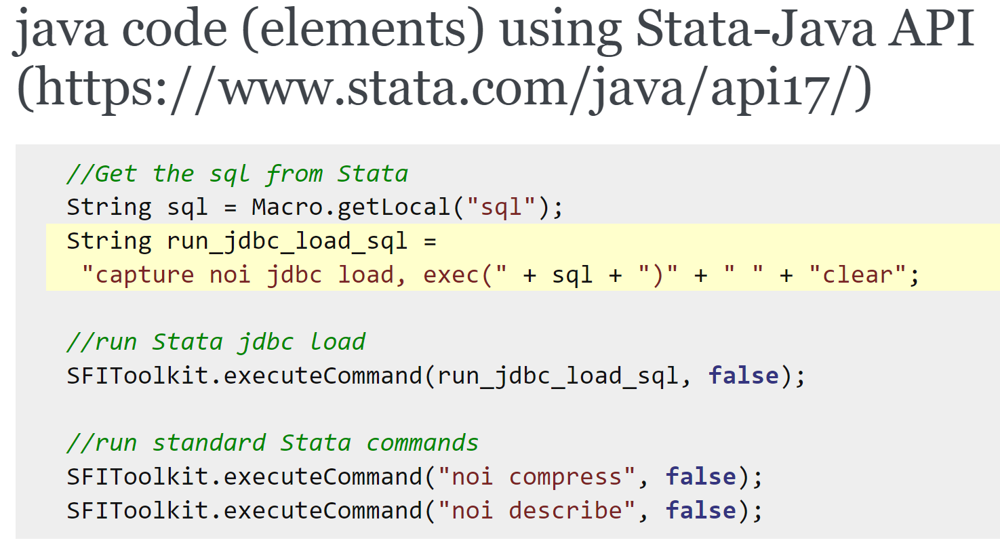 java code (elements) using Stata-Java API
(https://www.stata.com/java/api17/)
//Get the sql from Stata
String sql = Macro.getLocal("sql");
String run_jdbc_load_sql =
"capture noi jdbc load, exec(" + sql + ")" + " " + "clear";
//run Stata jdbc load
SFIToolkit.executeCommand(run_jdbc_load_sql, false);
//run standard Stata commands
SFIToolkit.executeCommand("noi compress", false);
SFIToolkit.executeCommand("noi describe", false);